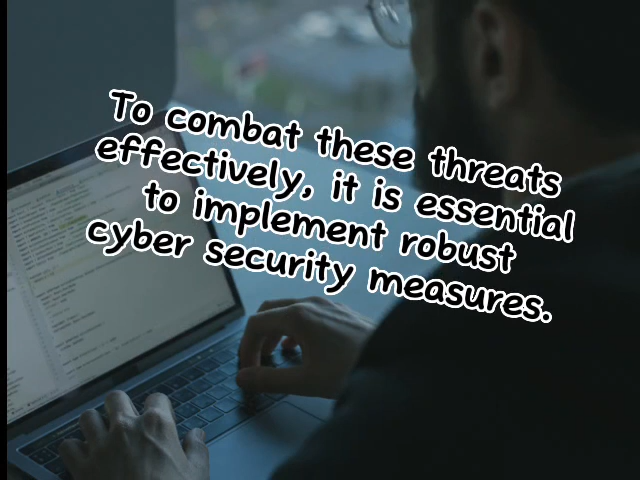 To combat these threats
effectively, it is essential
to implement robust
cyber security measures.